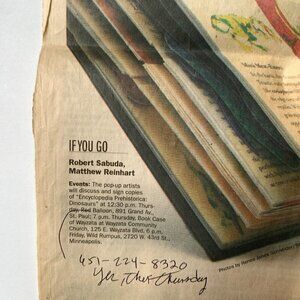 IF YOU GO
Robert Sabuda,
Matthew Reinhart
Events: The pop-up artists
will discuss and sign copies
of "Encyclopedia Prehistorica:
Dinosaurs" at 12:30 p.m. Thurs-
day, Red Balloon, 891 Grand Av.,
St. Paul; 7 p.m. Thursday, Book Case
of Wayzata at Wayzata Community
Church, 125 E. Wayzata Blvd.; 6 p.m.
Friday, Wild Rumpus, 2720 W. 43rd St.,
Minneapolis.
651-224-8320
Yes, this Thursday
Photos by